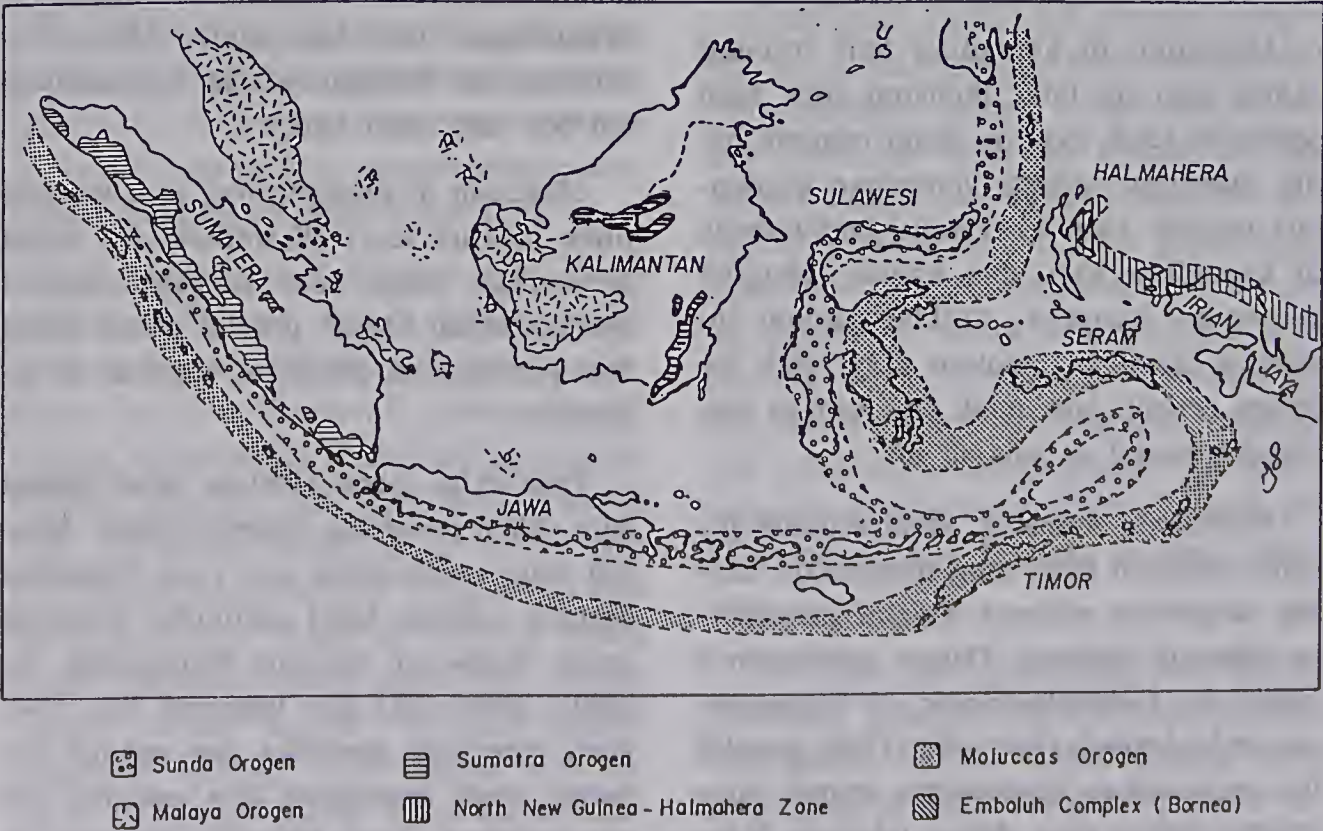 HALMAHERA
SULAWESI
SUMATERA
KALIMANTAN
IRIAN
SERAM
JAYA
JAWA
TIMOR
Sunda Orogen
Sumatra Orogen
Moluccas Orogen
Malaya Orogen
North New Guinea - Halmahera Zone
Emboluh Complex (Bornea)